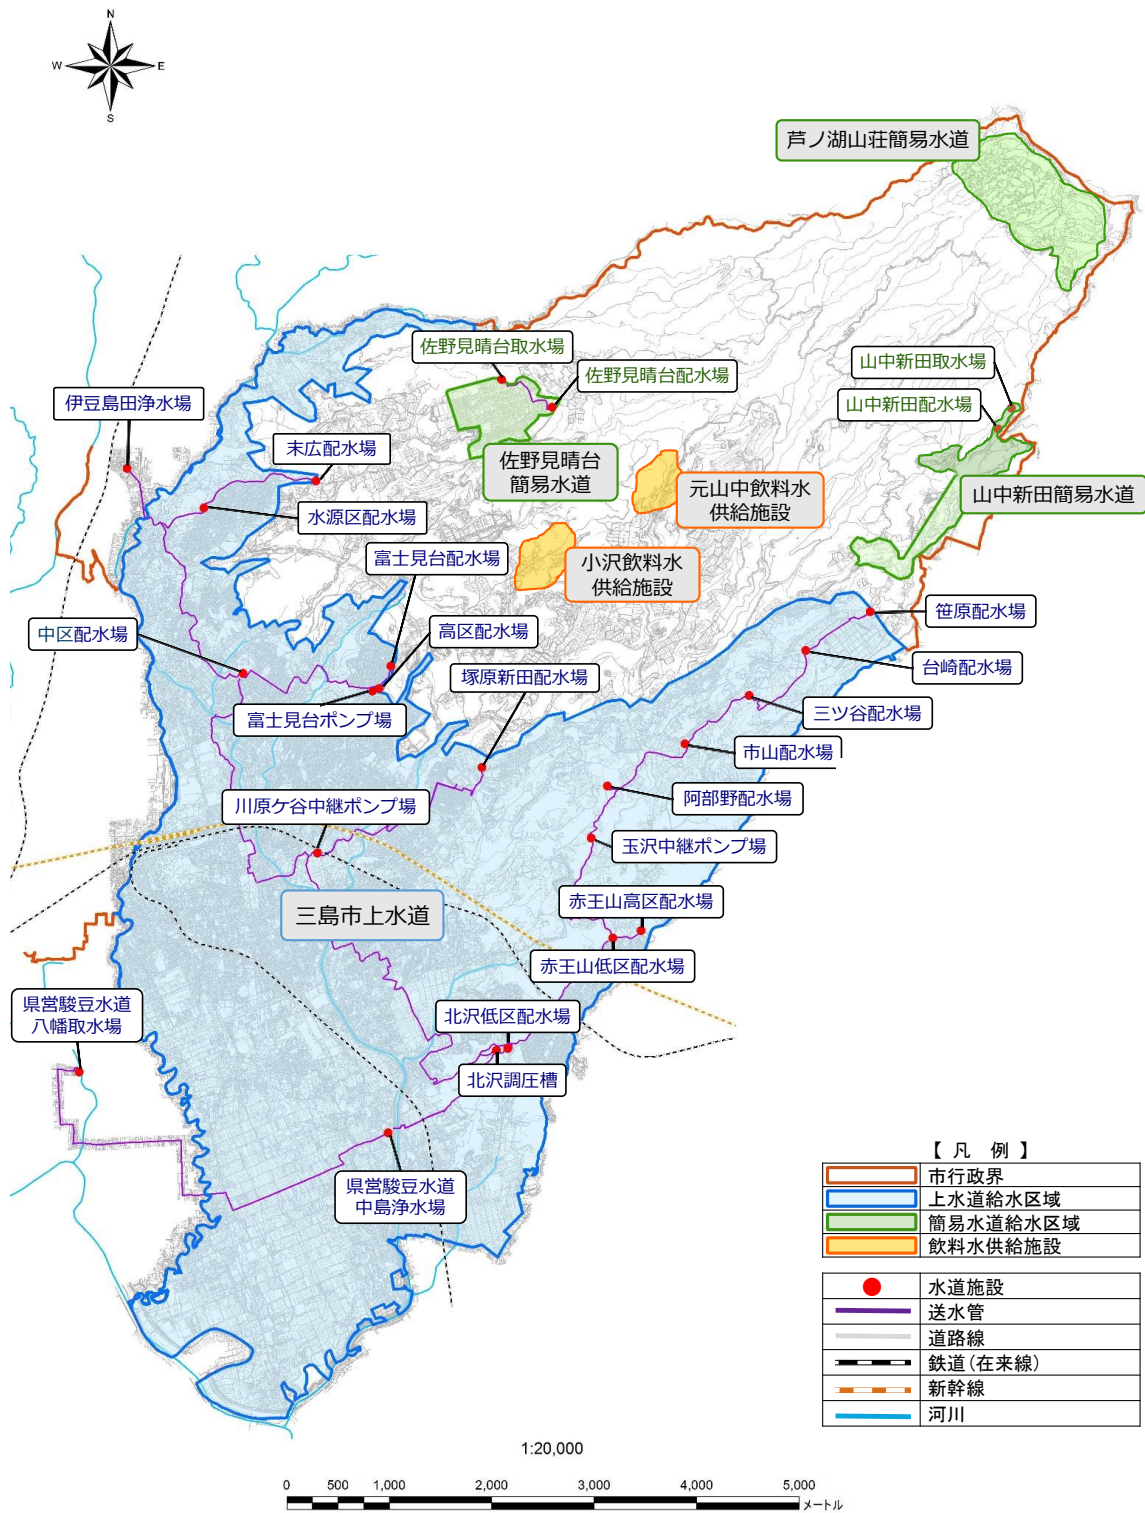 N
W
E
S
芦ノ湖山荘簡易水道
佐野見晴台取水場
佐野見晴台配水場
山中新田取水場
山中新田配水場
伊豆島田浄水場
末広配水場
佐野見晴台
簡易水道
元山中飲料水
供給施設
山中新田簡易水道
水源区配水場
富士見台配水場
小沢飲料水
供給施設
笹原配水場
中区配水場
高区配水場
台崎配水場
塚原新田配水場
富士見台ポンプ場
三ツ谷配水場
市山配水場
川原ケ谷中継ポンプ場
阿部野配水場
玉沢中継ポンプ場
三島市上水道
赤王山高区配水場
赤王山低区配水場
県営駿豆水道
八幡取水場
北沢低区配水場
北沢調圧槽
県営駿豆水道
中島浄水場
【 凡 例 】
市行政界
上水道給水区域
簡易水道給水区域
飲料水供給施設
水道施設
送水管
道路線
鉄道(在来線)
新幹線
河川
1:20,000
0 500 1,000 2,000 3,000 4,000 5,000
メートル